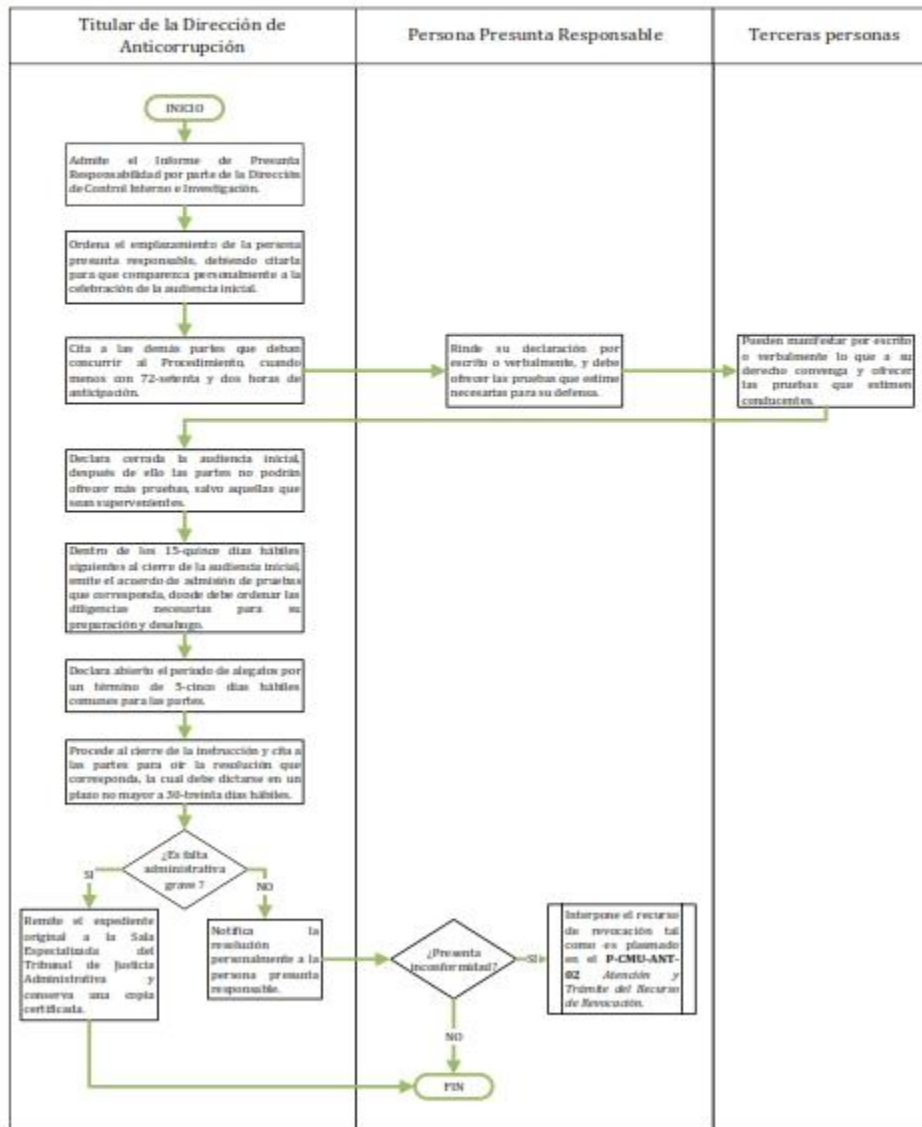 Titular de la Dirección de
Anticorrupción
Persona Presunta Responsable
Terceras personas
INICIO
Admite el Informe de Presunta
Responsabilidad por parte de la Dirección
de Control Interno e Investigación.
Ordena el emplazamiento de la persona
presunta responsable, debiendo citarla
para que comparezca personalmente a la
celebración de la audiencia inicial.
Cita a las demás partes que deban
concurrir al Procedimiento, cuando
menos con 72-setenta y dos horas de
anticipación.
Rinde su declaración por
escrito o verbalmente, y debe
ofrecer las pruebas que estime
necesarias para su defensa.
Pueden manifestar por escrito
o verbalmente lo que a su
derecho convenga y ofrecer
las pruebas que estimen
conducentes.
Declara cerrada la audiencia inicial,
después de ello las partes no podrán
ofrecer más pruebas, salvo aquellas que
sean supervenientes.
Dentro de los 15-quince días hábiles
siguientes al cierre de la audiencia inicial,
emite el acuerdo de admisión de pruebas
que corresponda, donde debe ordenar las
diligencias necesarias para su
preparación y desahogo.
Declara abierto el periodo de alegatos por
un término de 5-cinco días hábiles
comunes para las partes.
Procede al cierre de la instrucción y cita a
las partes para oír la resolución que
corresponda, la cual debe dictarse en un
plazo no mayor a 30-treinta días hábiles.
¿Es falta
administrativa
grave ?
SI
NO
Remite el expediente
original a la Sala
Especializada del
Tribunal de Justicia
Administrativa y
conserva una copia
certificada.
Notifica la
resolución
personalmente a la
persona presunta
responsable.
¿Presenta
inconformidad?
SI
Interpone el recurso
de revocación tal
como es plasmado
en el P-CMU-ANT-
02 Atención y
Trámite del Recurso
de Revocación.
NO
FIN